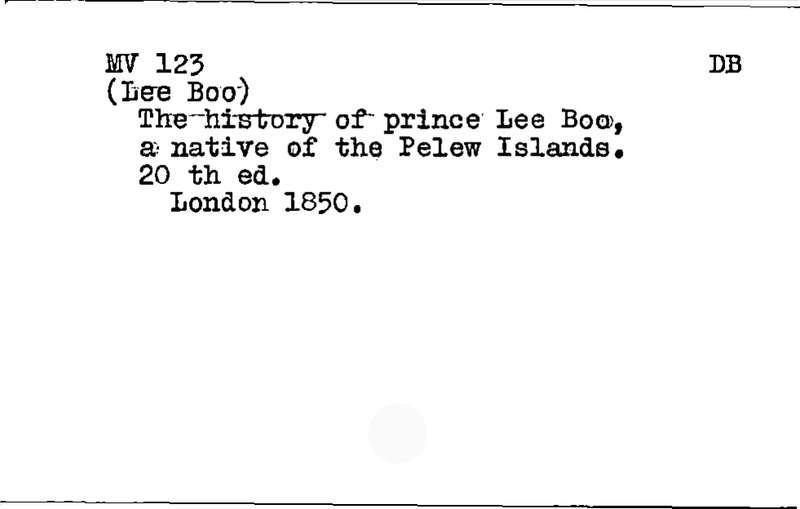 MV 123 DB
(Lee Boo)
The history of prince Lee Boo,
a native of the Pelew Islands.
20 th ed.
London 1850.